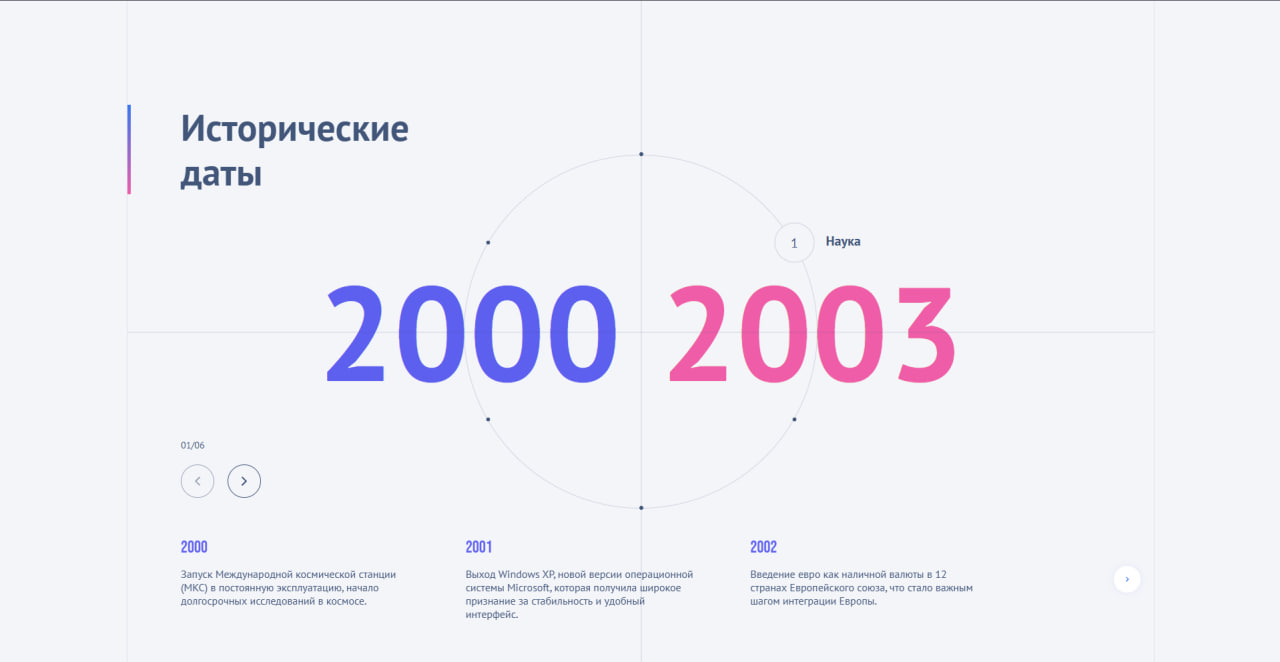 Исторические
даты
1
Наука
2000 2003
01/06
2000
Запуск Международной космической станции
(МКС) в постоянную эксплуатацию, начало
долгосрочных исследований в космосе.
2001
Выход Windows XP, новой версии операционной
системы Microsoft, которая получила широкое
признание за стабильность и удобный
интерфейс.
2002
Введение евро как наличной валюты в 12
странах Европейского союза, что стало важным
шагом интеграции Европы.